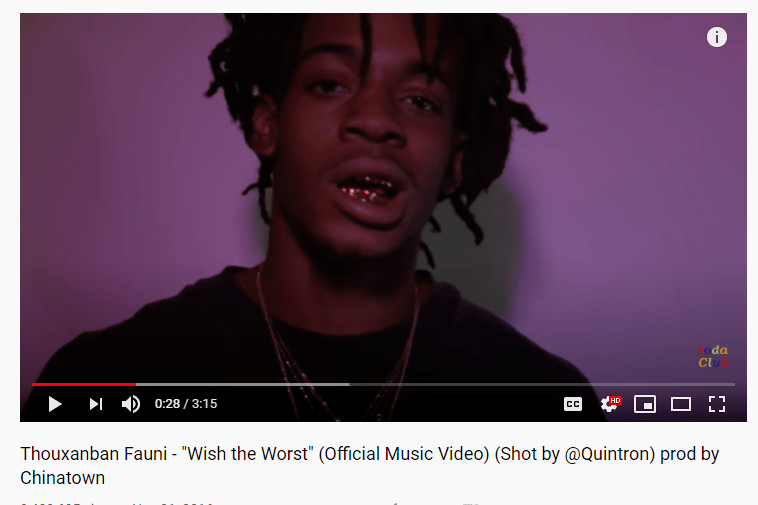 soda
Club
0:28 / 3:15
CC
HD
Thouxanban Fauni - "Wish the Worst" (Official Music Video) (Shot by @Quintron) prod by
Chinatown